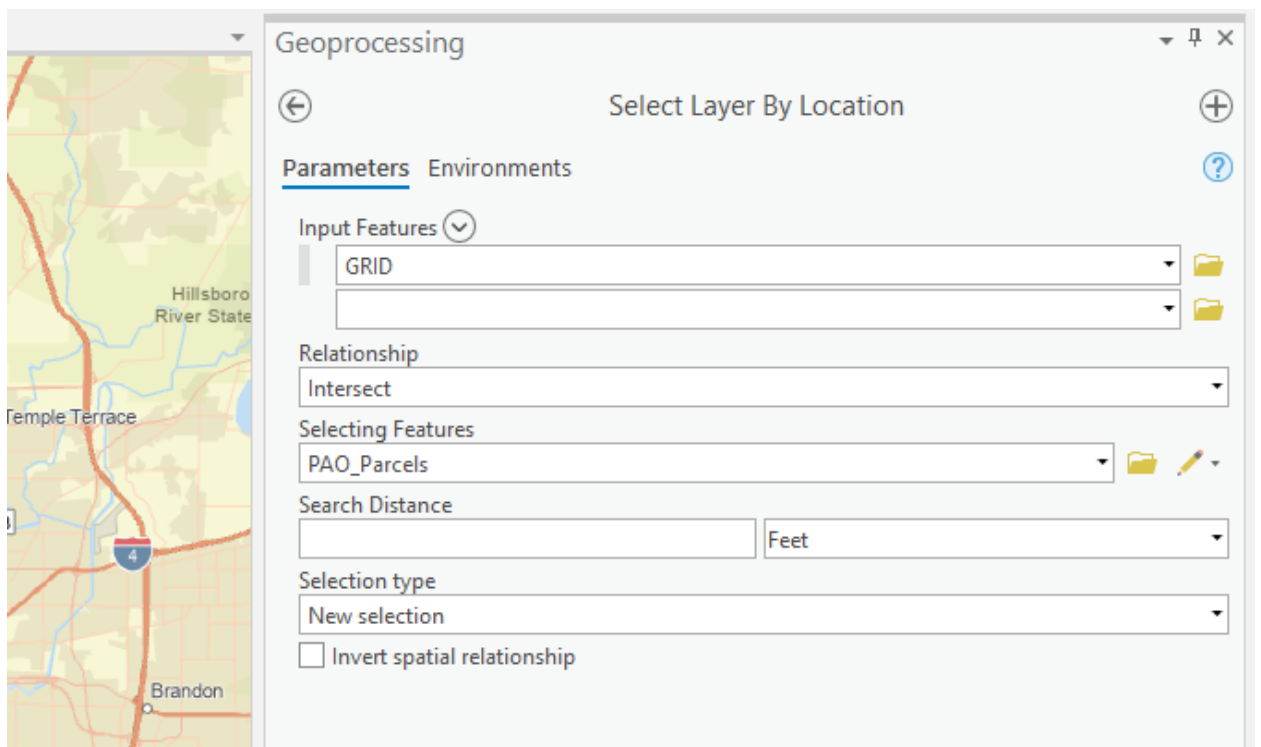 Geoprocessing
Select Layer By Location
Parameters Environments
Input Features
GRID
Relationship
Intersect
Selecting Features
PAO_Parcels
Search Distance
Feet
Selection type
New selection
Invert spatial relationship
Hillsboro
River State
Temple Terrace
4
Brandon